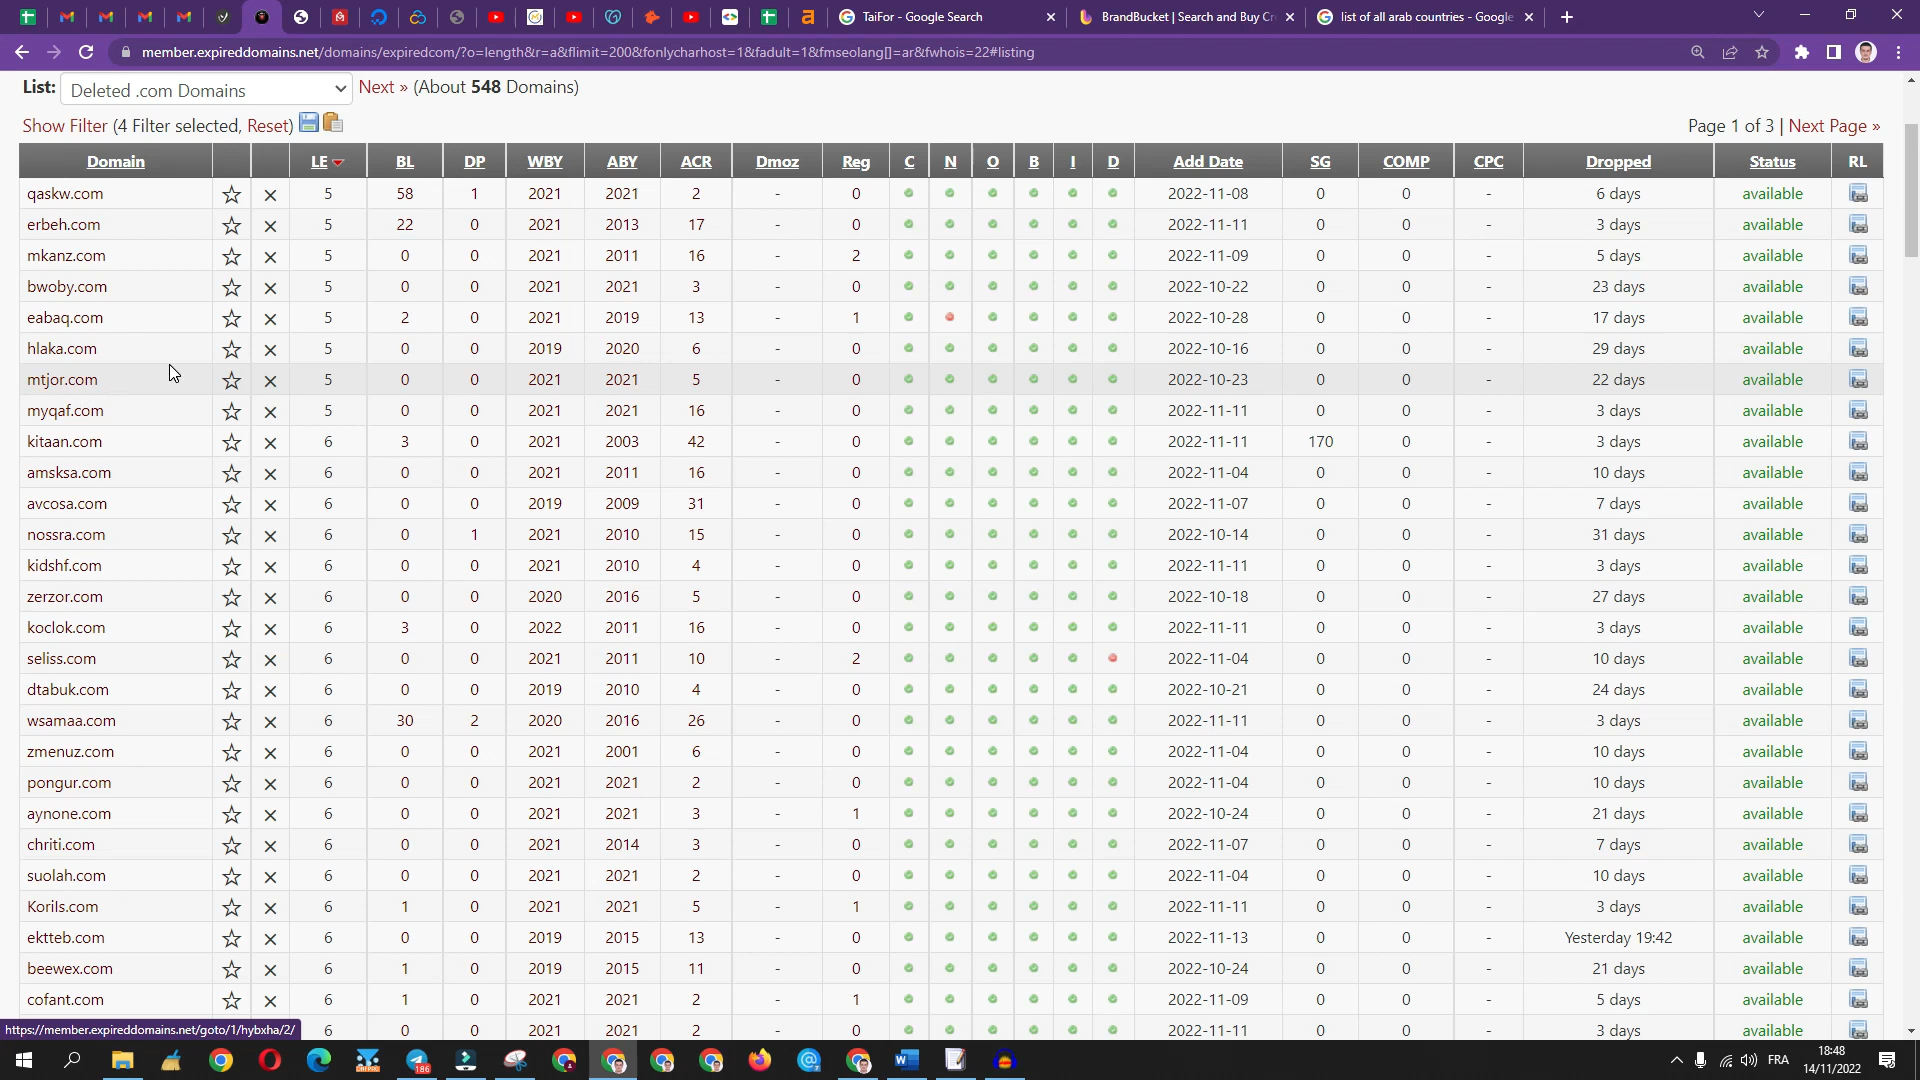 TaiFor - Google Search
BrandBucket | Search and Buy Cr
list of all arab countries - Google
member.expireddomains.net/domains/expiredcom/?o=length&r=a&flimit=200&fonlycharhost=1&fadult=1&fmseolang[]=ar&fwhois=22#listing
List: Deleted .com Domains Next » (About 548 Domains)
Show Filter (4 Filter selected, Reset) Page 1 of 3 | Next Page »
Domain LE BL DP WBY ABY ACR Dmoz Reg C N O B I D Add Date SG COMP CPC Dropped Status RL
qaskw.com 5 58 1 2021 2021 2 - 0 2022-11-08 0 0 - 6 days available
erbeh.com 5 22 0 2021 2013 17 - 0 2022-11-11 0 0 - 3 days available
mkanz.com 5 0 0 2021 2011 16 - 2 2022-11-09 0 0 - 5 days available
bwoby.com 5 0 0 2021 2021 3 - 0 2022-10-22 0 0 - 23 days available
eabaq.com 5 2 0 2021 2019 13 - 1 2022-10-28 0 0 - 17 days available
hlaka.com 5 0 0 2019 2020 6 - 0 2022-10-16 0 0 - 29 days available
mtjor.com 5 0 0 2021 2021 5 - 0 2022-10-23 0 0 - 22 days available
myqaf.com 5 0 0 2021 2021 16 - 0 2022-11-11 0 0 - 3 days available
kitaan.com 6 3 0 2021 2003 42 - 0 2022-11-11 170 0 - 3 days available
amsksa.com 6 0 0 2021 2011 16 - 0 2022-11-04 0 0 - 10 days available
avcosa.com 6 0 0 2019 2009 31 - 0 2022-11-07 0 0 - 7 days available
nossra.com 6 0 1 2021 2010 15 - 0 2022-10-14 0 0 - 31 days available
kidshf.com 6 0 0 2021 2010 4 - 0 2022-11-11 0 0 - 3 days available
zerzor.com 6 0 0 2020 2016 5 - 0 2022-10-18 0 0 - 27 days available
koclok.com 6 3 0 2022 2011 16 - 0 2022-11-11 0 0 - 3 days available
seliss.com 6 0 0 2021 2011 10 - 2 2022-11-04 0 0 - 10 days available
dtabuk.com 6 0 0 2019 2010 4 - 0 2022-10-21 0 0 - 24 days available
wsamaa.com 6 30 2 2020 2016 26 - 0 2022-11-11 0 0 - 3 days available
zmenuz.com 6 0 0 2021 2001 6 - 0 2022-11-04 0 0 - 10 days available
pongur.com 6 0 0 2021 2021 2 - 0 2022-11-04 0 0 - 10 days available
aynone.com 6 0 0 2021 2021 3 - 1 2022-10-24 0 0 - 21 days available
chriti.com 6 0 0 2021 2014 3 - 0 2022-11-07 0 0 - 7 days available
suolah.com 6 0 0 2021 2021 2 - 0 2022-11-04 0 0 - 10 days available
Korils.com 6 1 0 2021 2021 5 - 1 2022-11-11 0 0 - 3 days available
ektteb.com 6 0 0 2019 2015 13 - 0 2022-11-13 0 0 - Yesterday 19:42 available
beewex.com 6 1 0 2019 2015 11 - 0 2022-10-24 0 0 - 21 days available
cofant.com 6 1 0 2021 2021 2 - 1 2022-11-09 0 0 - 5 days available
6 0 0 2021 2021 2 - 0 2022-11-11 0 0 - 3 days available
https://member.expireddomains.net/goto/1/hybxha/2/
186
FRA
18:48
14/11/2022